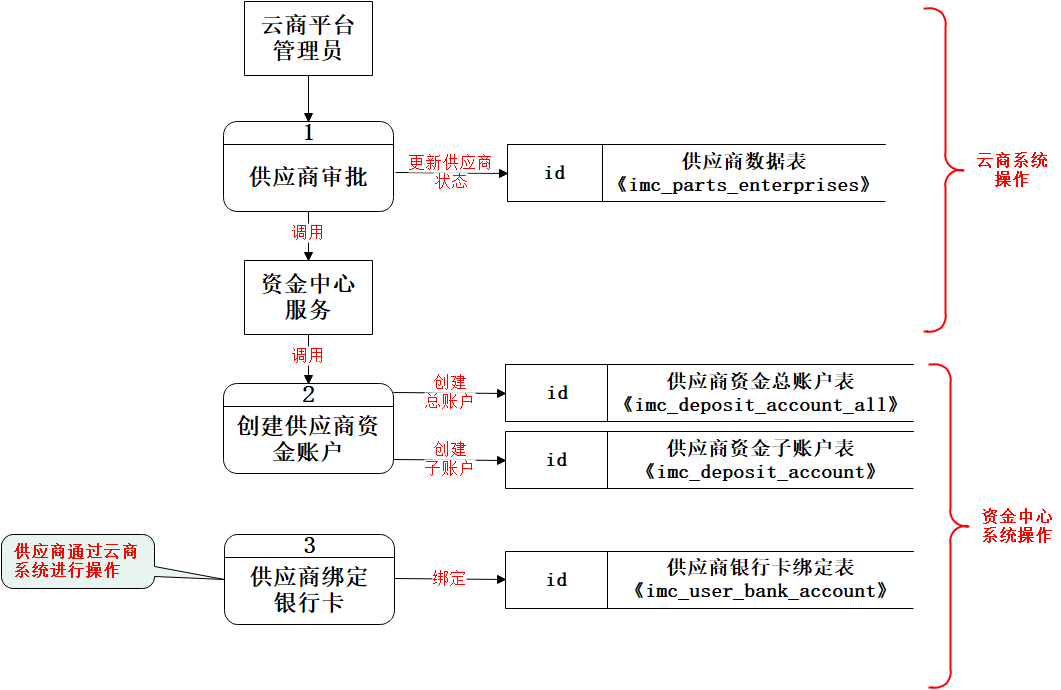 云商平台
管理员
1
供应商审批
更新供应商
状态
id
供应商数据表
《imc_parts_enterprises》
云商系统
操作
调用
资金中心
服务
调用
2
创建供应商资
金账户
创建
总账户
id
供应商资金总账户表
《imc_deposit_account_all》
创建
子账户
id
供应商资金子账户表
《imc_deposit_account》
资金中心
系统操作
供应商通过云商
系统进行操作
3
供应商绑定
银行卡
绑定
id
供应商银行卡绑定表
《imc_user_bank_account》